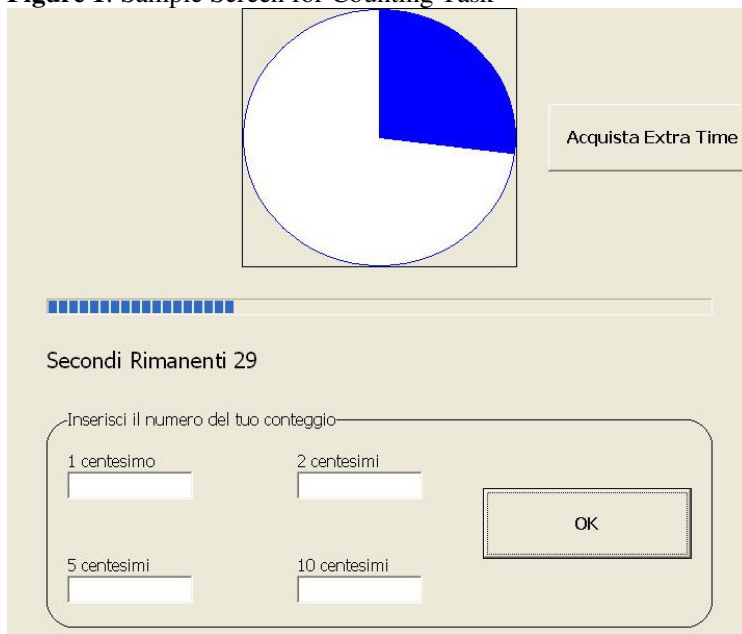 Figure 1. Sample Screen for Counting Task
Acquista Extra Time
Secondi Rimanenti 29
Inserisci il numero del tuo conteggio
1 centesimo
2 centesimi
OK
5 centesimi
10 centesimi